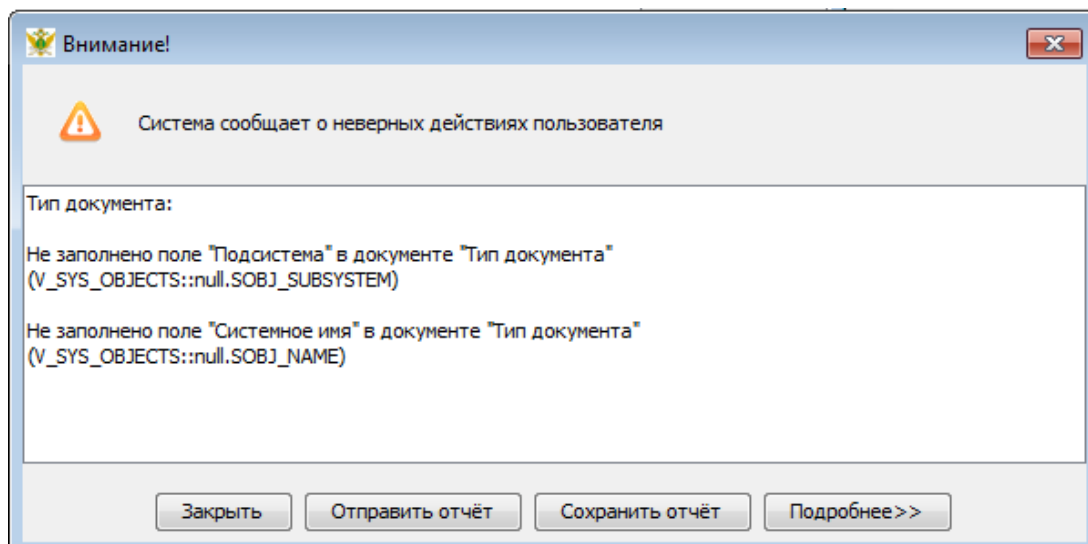 Внимание!
Система сообщает о неверных действиях пользователя
Тип документа:
Не заполнено поле "Подсистема" в документе "Тип документа"
(V_SYS_OBJECTS::null.SOBJ_SUBSYSTEM)
Не заполнено поле "Системное имя" в документе "Тип документа"
(V_SYS_OBJECTS::null.SOBJ_NAME)
Закрыть Отправить отчёт Сохранить отчёт Подробнее>>